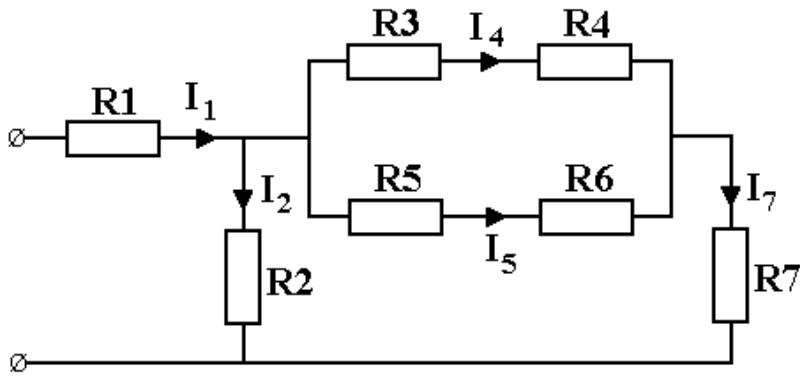 R3 I₄ R4
R1 I₁
R5 R6
I₂ I₇
I₅
R2 R7